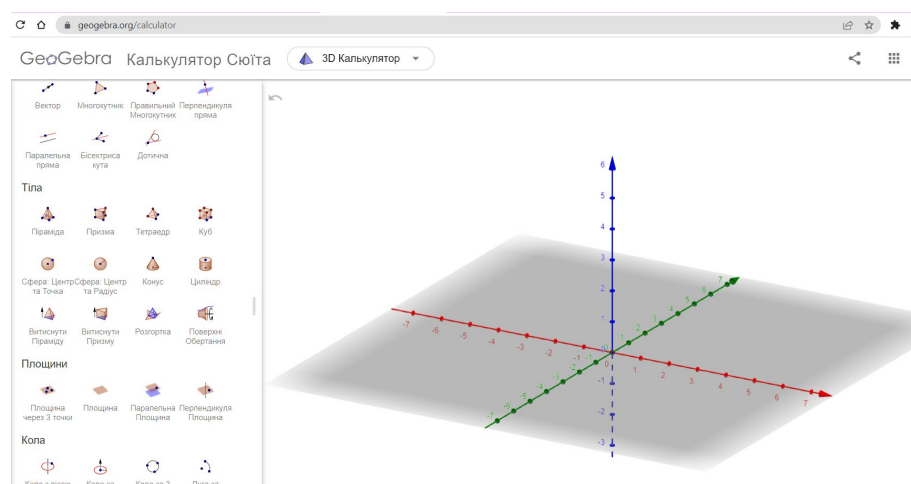 geogebra.org/calculator
GeoGebra Калькулятор Сюїта 3D Калькулятор
Вектор Многокутник Правильний Перпендикуля
Многокутник пряма
Паралельна Бісектриса Дотична
пряма кута
Тіла
Піраміда Призма Тетраедр Куб
Сфера: Центр Сфера: Центр Конус Циліндр
та Точка та Радіус
Витиснути Витиснути Розгортка Поверхні
Піраміду Призму Обертання
Площини
Площина Площина Паралельна Перпендикуля
через 3 точки Площина Площина
Кола
6
5
4
3
2
1
0
-1
-2
-3
-7 -6 -5 -4 -3 -2 -1 0 1 2 3 4 5 6 7
-7 -6 -5 -4 -3 -2 -1 0 1 2 3 4 5 6 7